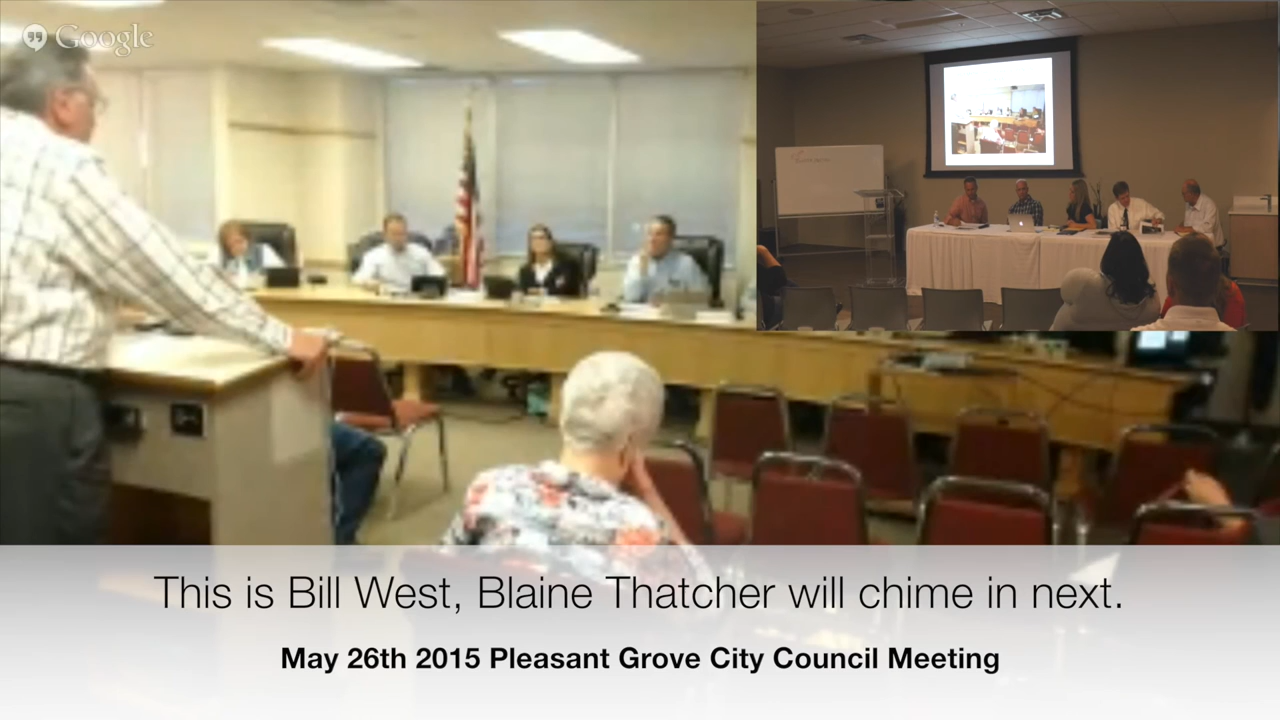 Google
This is Bill West, Blaine Thatcher will chime in next.
May 26th 2015 Pleasant Grove City Council Meeting